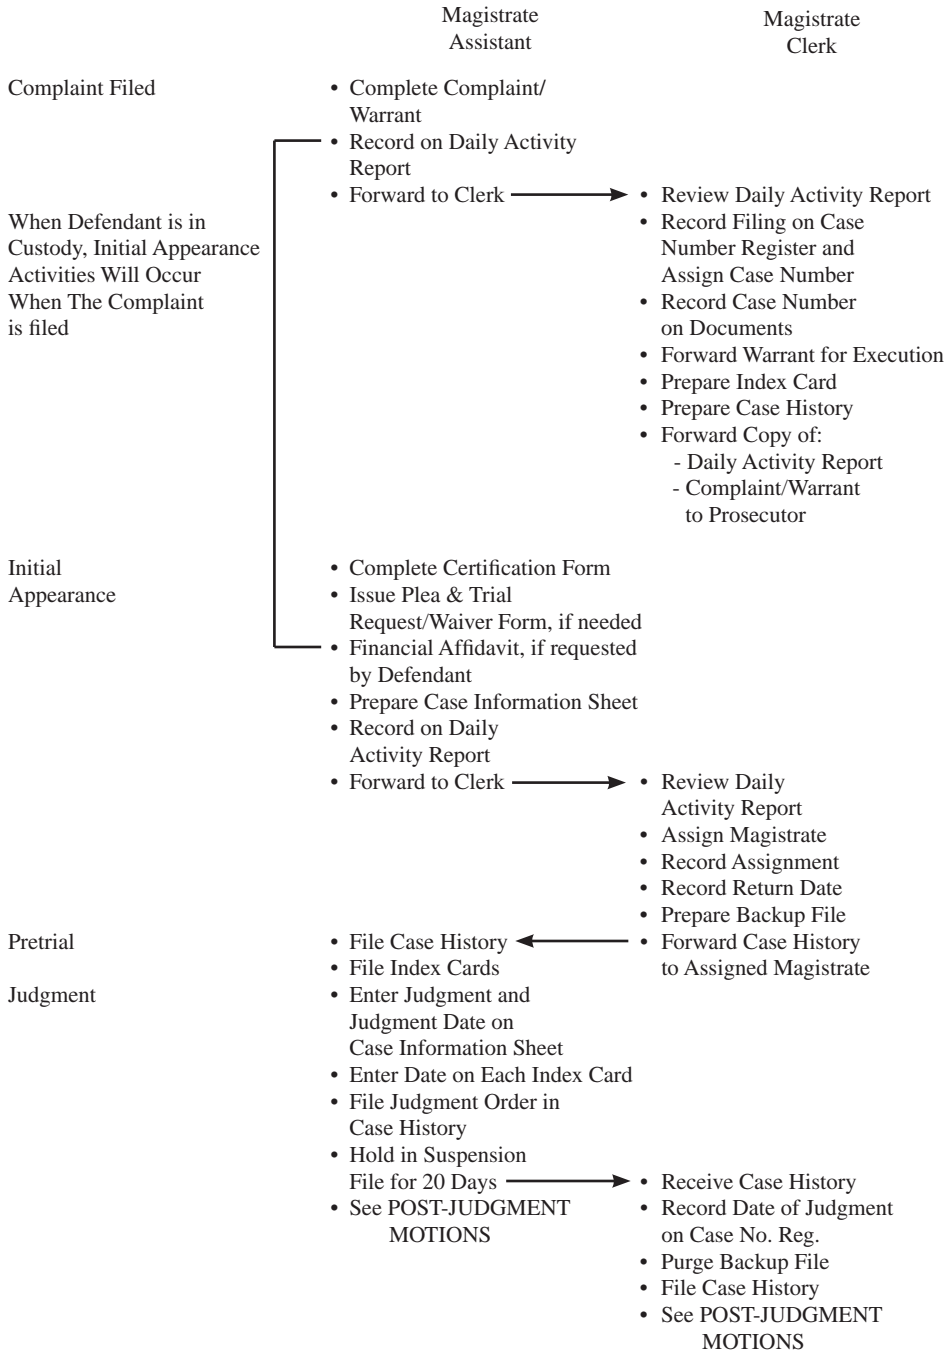 Magistrate
Assistant
Magistrate
Clerk
Complaint Filed
• Complete Complaint/
Warrant
• Record on Daily Activity
Report
• Forward to Clerk
• Review Daily Activity Report
• Record Filing on Case
Number Register and
Assign Case Number
• Record Case Number
on Documents
• Forward Warrant for Execution
• Prepare Index Card
• Prepare Case History
• Forward Copy of:
- Daily Activity Report
- Complaint/Warrant
to Prosecutor
When Defendant is in
Custody, Initial Appearance
Activities Will Occur
When The Complaint
is filed
Initial
Appearance
• Complete Certification Form
• Issue Plea & Trial
Request/Waiver Form, if needed
• Financial Affidavit, if requested
by Defendant
• Prepare Case Information Sheet
• Record on Daily
Activity Report
• Forward to Clerk
• Review Daily
Activity Report
• Assign Magistrate
• Record Assignment
• Record Return Date
• Prepare Backup File
• Forward Case History
to Assigned Magistrate
Pretrial
• File Case History
• File Index Cards
Judgment
• Enter Judgment and
Judgment Date on
Case Information Sheet
• Enter Date on Each Index Card
• File Judgment Order in
Case History
• Hold in Suspension
File for 20 Days
• See POST-JUDGMENT
MOTIONS
• Receive Case History
• Record Date of Judgment
on Case No. Reg.
• Purge Backup File
• File Case History
• See POST-JUDGMENT
MOTIONS